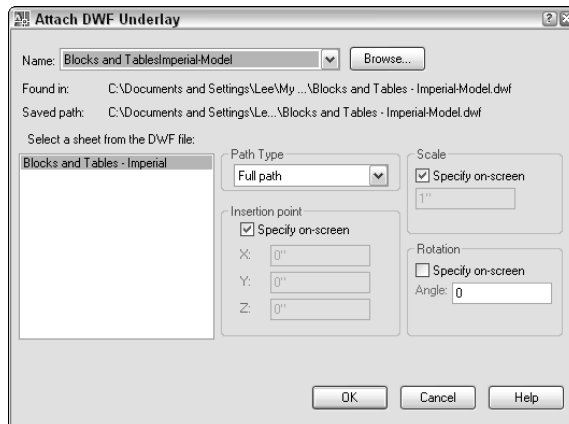 Attach DWF Underlay
Name: Blocks and TablesImperial-Model Browse...
Found in: C:\Documents and Settings\Lee\My ...\Blocks and Tables - Imperial-Model.dwf
Saved path: C:\Documents and Settings\Le...\Blocks and Tables - Imperial-Model.dwf
Select a sheet from the DWF file:
Blocks and Tables - Imperial
Path Type
Full path
Insertion point
Specify on-screen
X: 0"
Y: 0"
Z: 0"
Scale
Specify on-screen
1"
Rotation
Specify on-screen
Angle: 0
OK Cancel Help